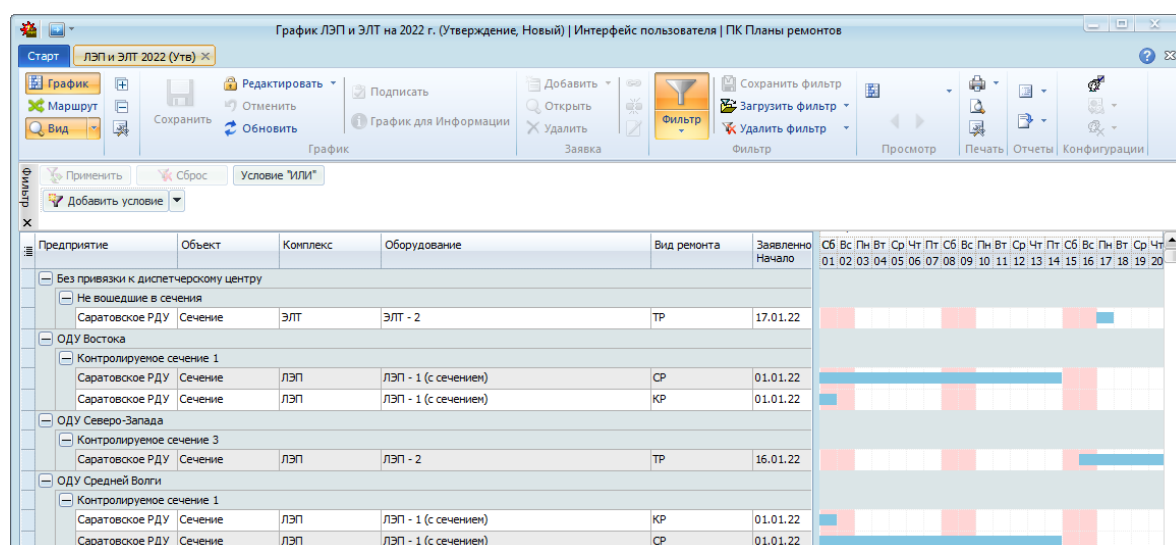 График ЛЭП и ЭЛТ на 2022 г. (Утверждение, Новый) | Интерфейс пользователя | ПК Планы ремонтов
Старт ЛЭП и ЭЛТ 2022 (Утв)
График Редактировать Подписать Добавить Сохранить фильтр
Маршрут Сохранить Отменить График для Информации Открыть Фильтр Загрузить фильтр
Вид Обновить Удалить Удалить фильтр
График Заявка Фильтр Просмотр Печать Отчеты Конфигурации
Фильтр
Применить Сброс Условие "ИЛИ"
Добавить условие
Предприятие Объект Комплекс Оборудование Вид ремонта Заявленно Сб Вс Пн Вт Ср Чт Пт Сб Вс Пн Вт Ср Чт Пт Сб Вс Пн Вт Ср Чт
Начало 01 02 03 04 05 06 07 08 09 10 11 12 13 14 15 16 17 18 19 20
Без привязки к диспетчерскому центру
Не вошедшие в сечения
Саратовское РДУ Сечение ЭЛТ ЭЛТ - 2 ТР 17.01.22
ОДУ Востока
Контролируемое сечение 1
Саратовское РДУ Сечение ЛЭП ЛЭП - 1 (с сечением) СР 01.01.22
Саратовское РДУ Сечение ЛЭП ЛЭП - 1 (с сечением) КР 01.01.22
ОДУ Северо-Запада
Контролируемое сечение 3
Саратовское РДУ Сечение ЛЭП ЛЭП - 2 ТР 16.01.22
ОДУ Средней Волги
Контролируемое сечение 1
Саратовское РДУ Сечение ЛЭП ЛЭП - 1 (с сечением) КР 01.01.22
Саратовское РДУ Сечение ЛЭП ЛЭП - 1 (с сечением) СР 01.01.22